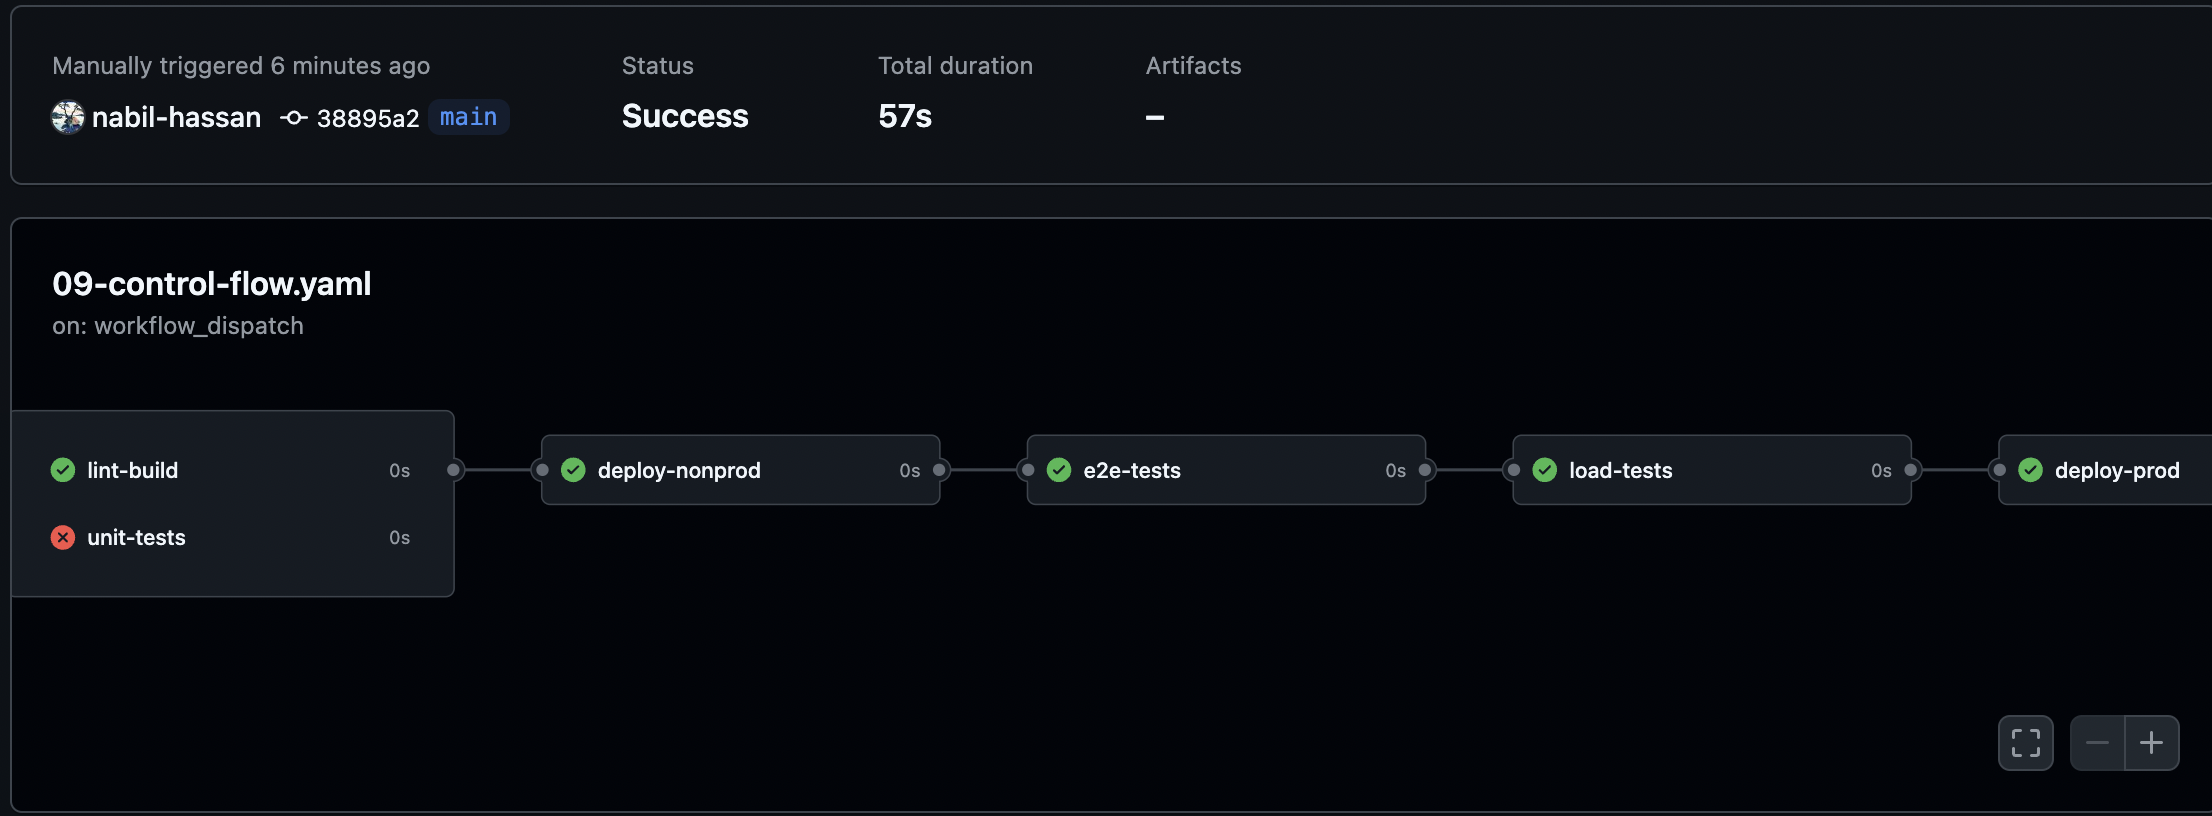 Manually triggered 6 minutes ago
nabil-hassan 38895a2 main
Status
Success
Total duration
57s
Artifacts
–
09-control-flow.yaml
on: workflow_dispatch
lint-build 0s
unit-tests 0s
deploy-nonprod 0s
e2e-tests 0s
load-tests 0s
deploy-prod